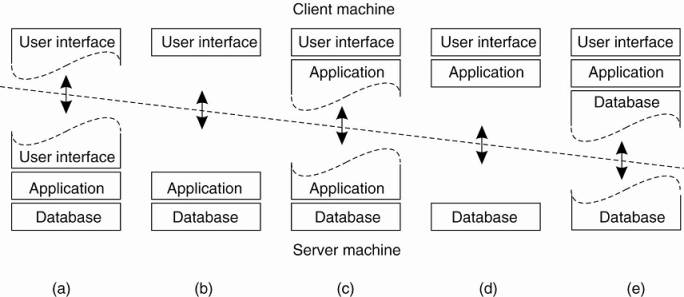 Client machine
User interface User interface User interface User interface User interface
Application Application Application
Database
User interface
Application Application Application
Database Database Database Database Database
Server machine
(a) (b) (c) (d) (e)